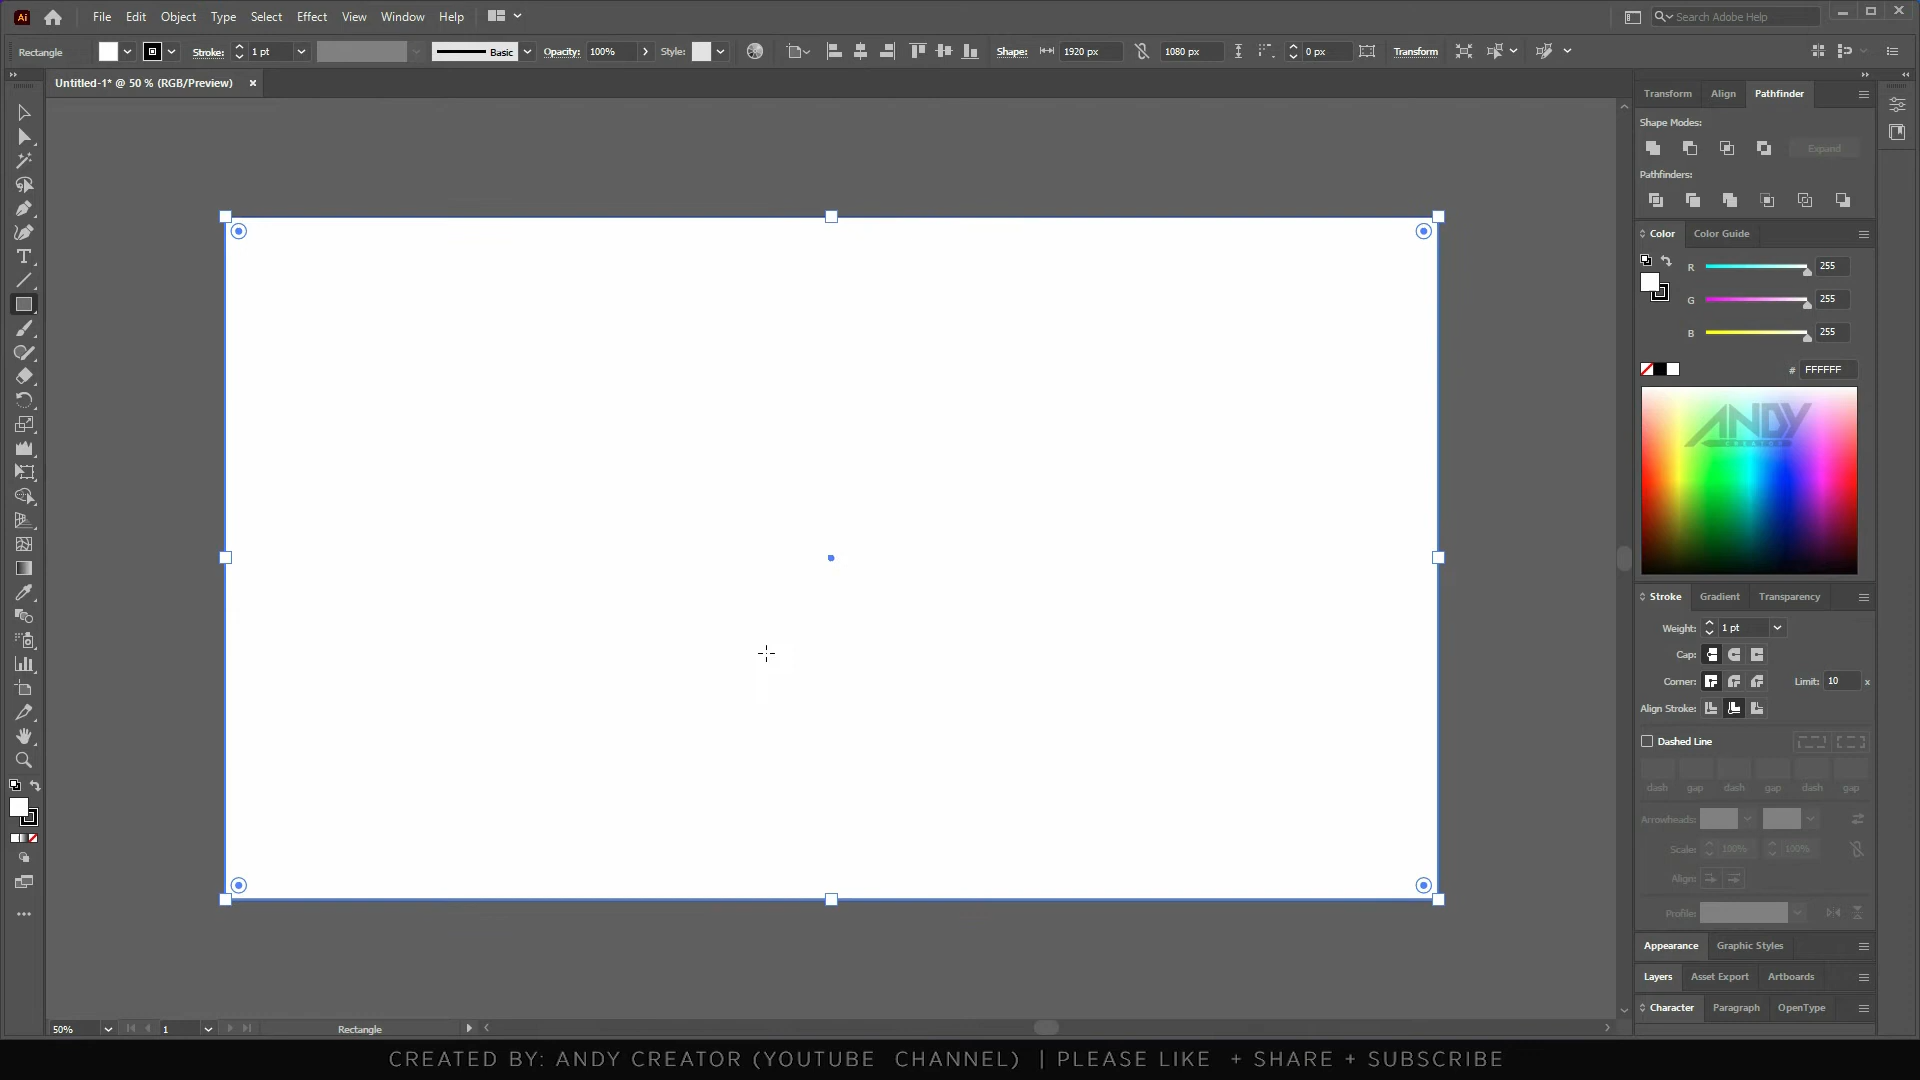 Ai File Edit Object Type Select Effect View Window Help Search Adobe Help
Rectangle Stroke: 1 pt Basic Opacity: 100% Style: Shape: 1920 px 1080 px 0 px Transform
Untitled-1* @ 50 % (RGB/Preview) ×
Transform Align Pathfinder
Shape Modes:
Expand
Pathfinders:
Color Color Guide
R 255
G 255
B 255
# FFFFFF
ANDY
CREATOR
Stroke Gradient Transparency
Weight: 1 pt
Cap:
Corner: Limit: 10 x
Align Stroke:
Dashed Line
dash gap dash gap dash gap
Arrowheads:
Scale: 100% 100%
Align:
Profile:
Appearance Graphic Styles
Layers Asset Export Artboards
Character Paragraph OpenType
50% 1 Rectangle
CREATED BY: ANDY CREATOR (YOUTUBE CHANNEL) | PLEASE LIKE + SHARE + SUBSCRIBE